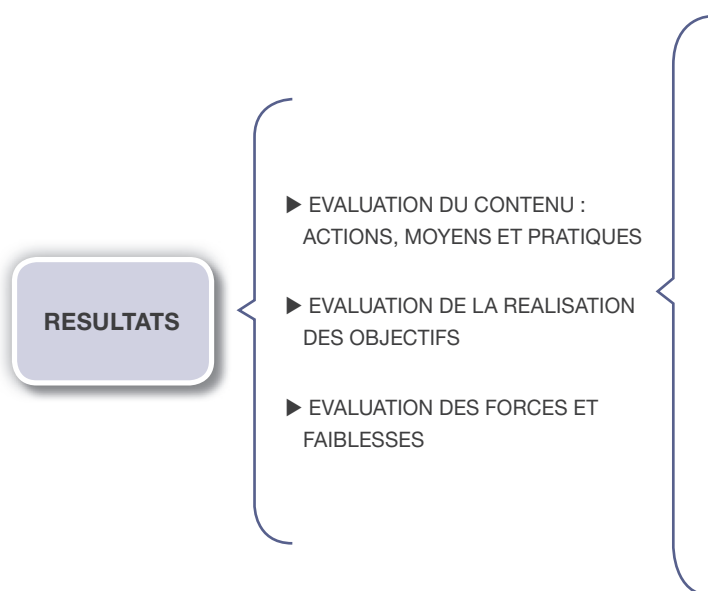 RESULTATS
▶ EVALUATION DU CONTENU :
ACTIONS, MOYENS ET PRATIQUES
▶ EVALUATION DE LA REALISATION
DES OBJECTIFS
▶ EVALUATION DES FORCES ET
FAIBLESSES